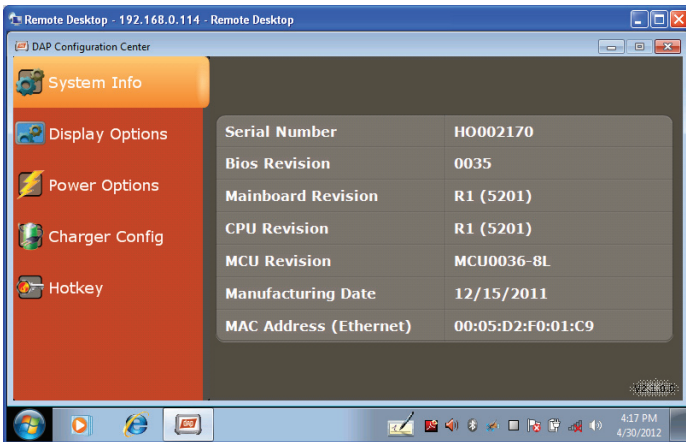 Remote Desktop - 192.168.0.114 - Remote Desktop
DAP Configuration Center
System Info
Display Options
Power Options
Charger Config
Hotkey
Serial Number HO002170
Bios Revision 0035
Mainboard Revision R1 (5201)
CPU Revision R1 (5201)
MCU Revision MCU0036-8L
Manufacturing Date 12/15/2011
MAC Address (Ethernet) 00:05:D2:F0:01:C9
4:17 PM
4/30/2012